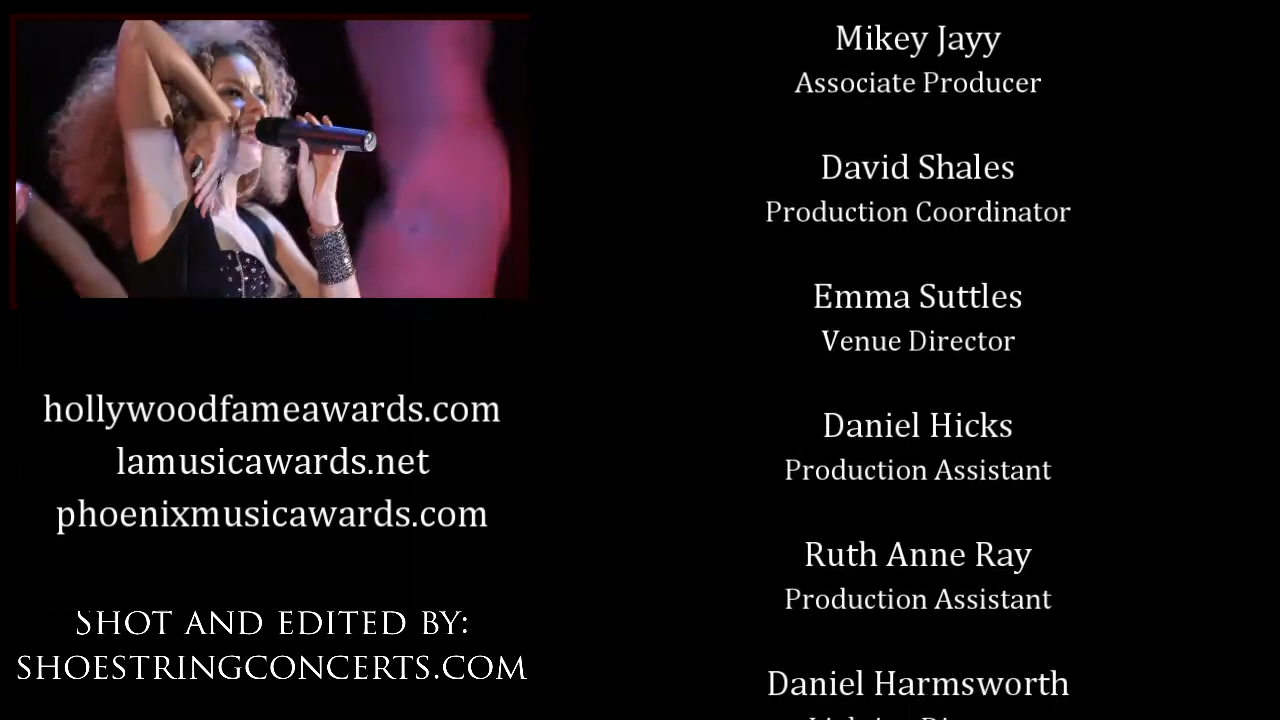 Mikey Jayy
Associate Producer
David Shales
Production Coordinator
Emma Suttles
Venue Director
Daniel Hicks
Production Assistant
Ruth Anne Ray
Production Assistant
Daniel Harmsworth
hollywoodfameawards.com
lamusicawards.net
phoenixmusicawards.com
SHOT AND EDITED BY:
SHOESTRINGCONCERTS.COM